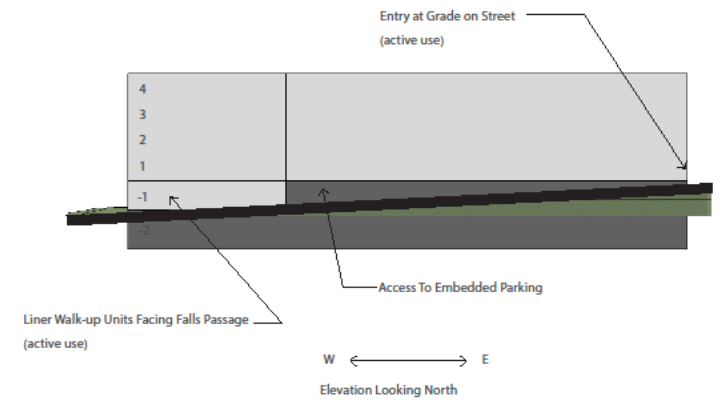 Entry at Grade on Street
(active use)
4
3
2
1
-1
-2
Access To Embedded Parking
Liner Walk-up Units Facing Falls Passage
(active use)
W E
Elevation Looking North